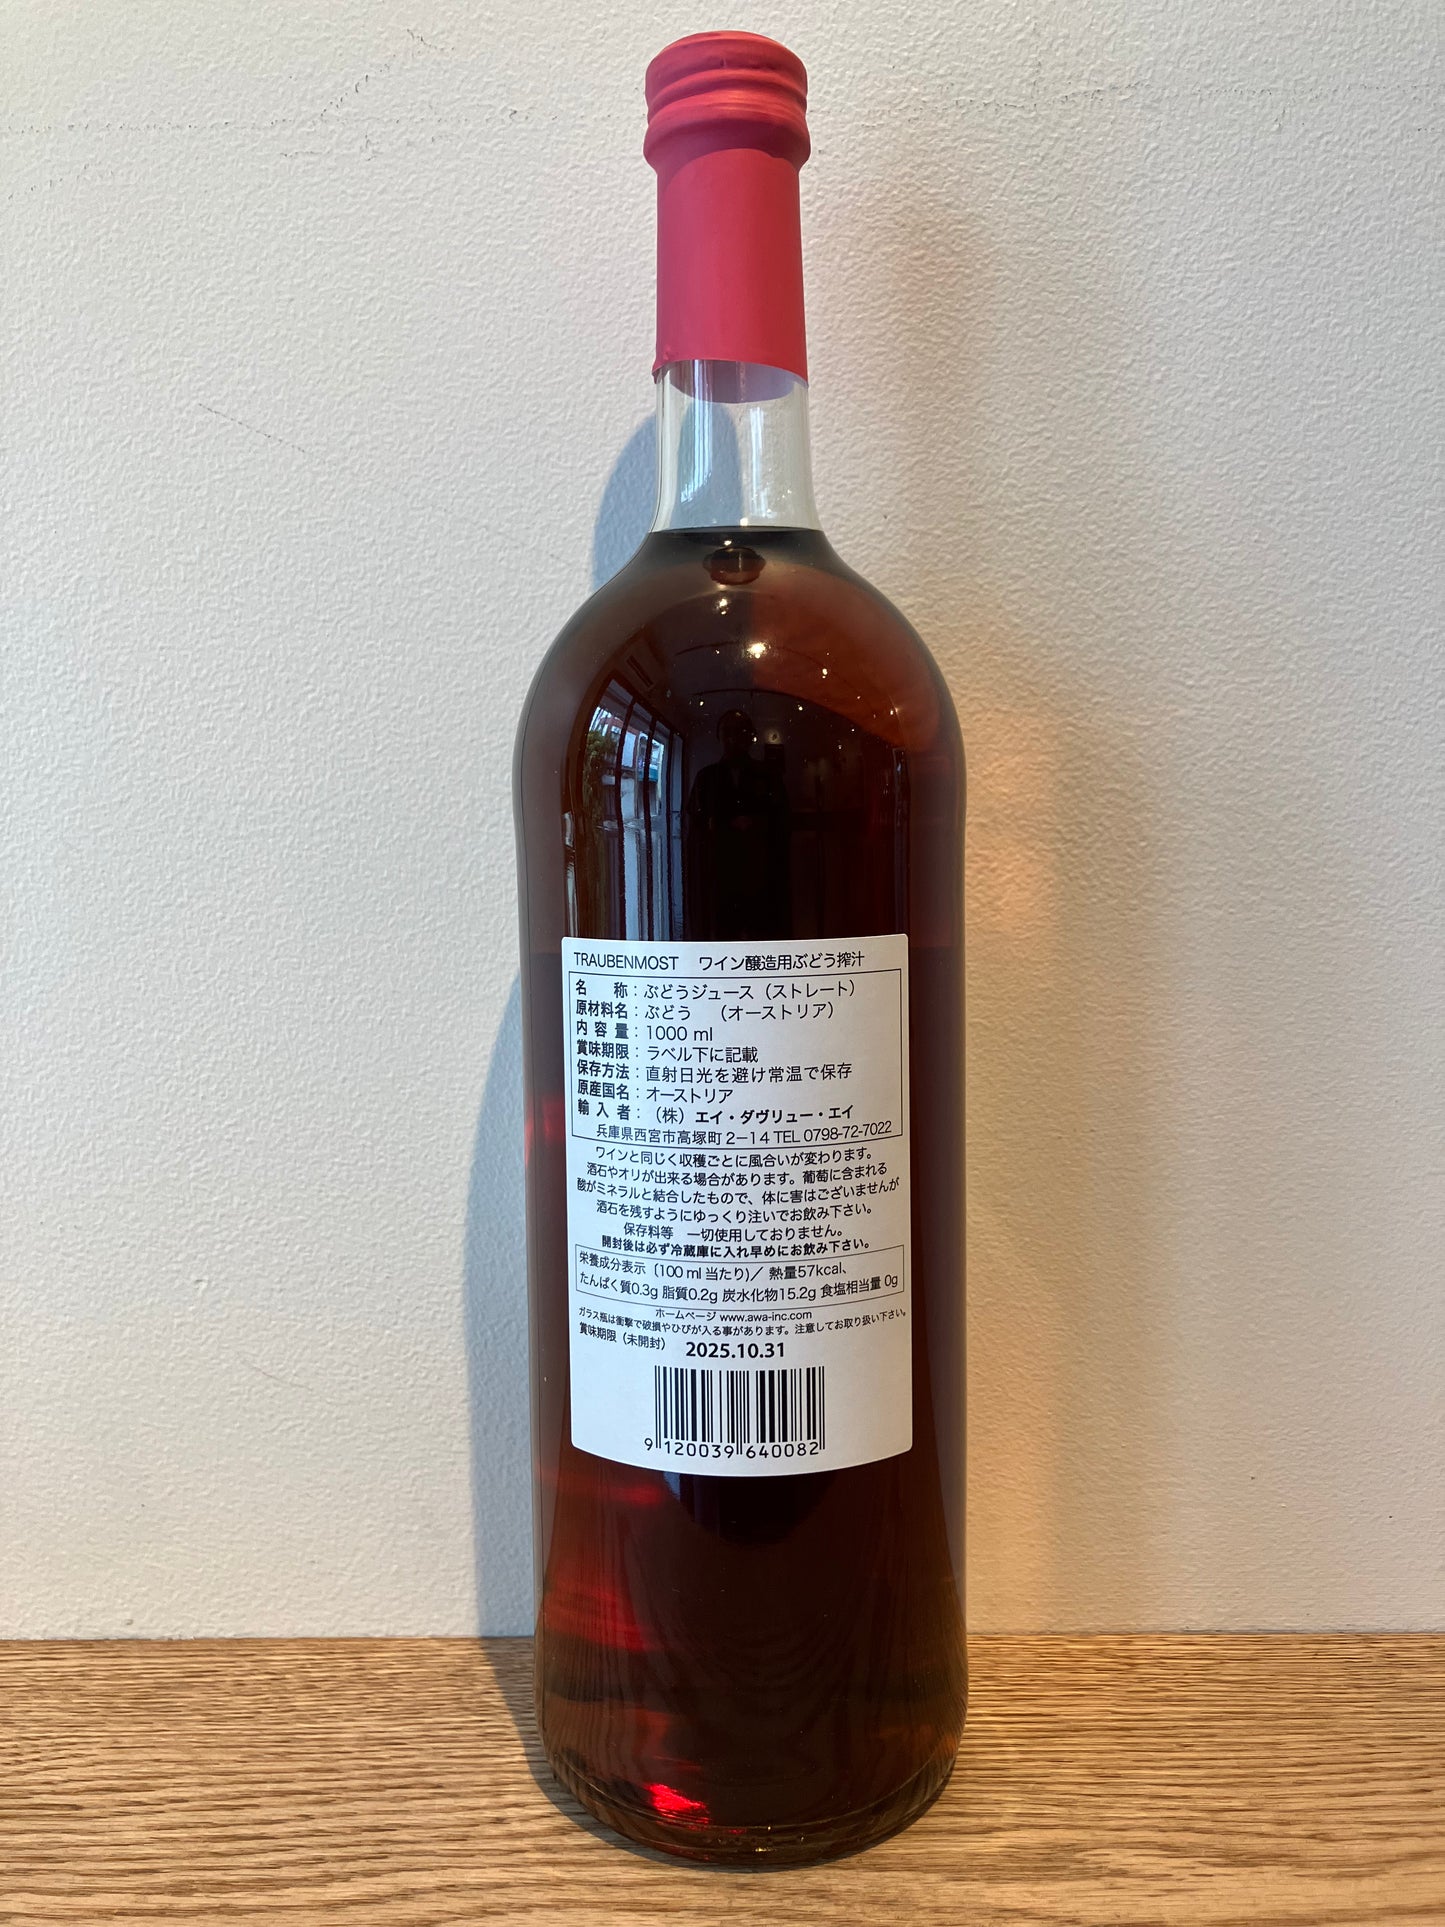 TRAUBENMOST ワイン醸造用ぶどう搾汁
名 称：ぶどうジュース（ストレート）
原材料名：ぶどう （オーストリア）
内 容 量：1000 ml
賞味期限：ラベル下に記載
保存方法：直射日光を避け常温で保存
原産国名：オーストリア
輸 入 者：（株）エイ・ダヴリュー・エイ
兵庫県西宮市高塚町2−14 TEL 0798-72-7022
ワインと同じく収穫ごとに風合いが変わります。
酒石やオリが出来る場合があります。葡萄に含まれる
酸がミネラルと結合したもので、体に害はございませんが
酒石を残すようにゆっくり注いでお飲み下さい。
保存料等 一切使用しておりません。
開封後は必ず冷蔵庫に入れ早めにお飲み下さい。
栄養成分表示（100 ml 当たり)／ 熱量57kcal、
たんぱく質0.3g 脂質0.2g 炭水化物15.2g 食塩相当量 0g
ホームページ www.awa-inc.com
ガラス瓶は衝撃で破損やひびが入る事があります。注意してお取り扱い下さい。
賞味期限（未開封） 2025.10.31
9 120039 640082